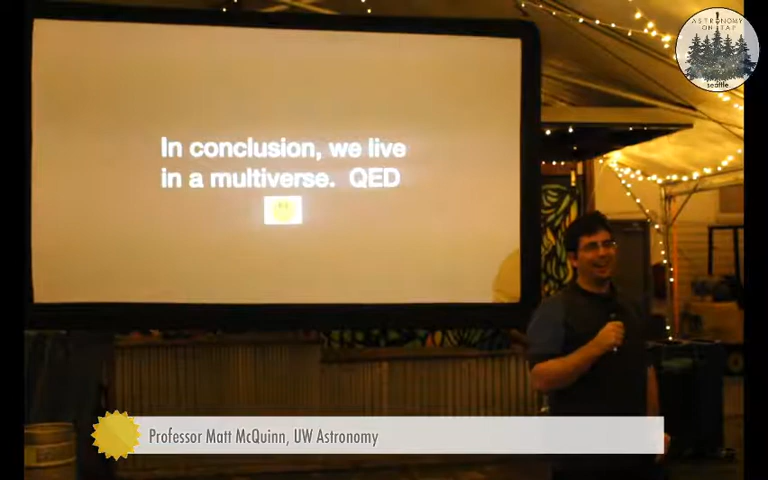 ASTRONOMY
ON TAP
seattle
In conclusion, we live
in a multiverse. QED
Professor Matt McQuinn, UW Astronomy